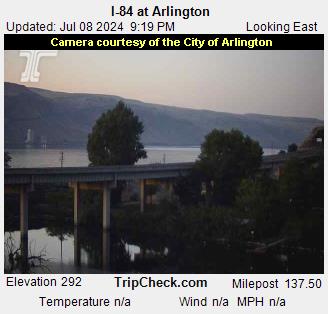 I-84 at Arlington
Updated: Jul 08 2024 9:19 PM Looking East
Camera courtesy of the City of Arlington
Elevation 292 TripCheck.com Milepost 137.50
Temperature n/a Wind n/a MPH n/a